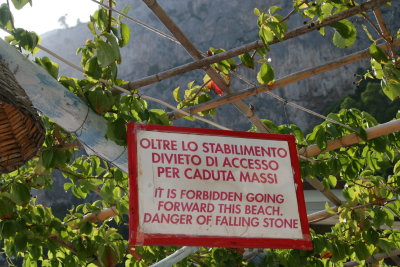 OLTRE LO STABILIMENTO
DIVIETO DI ACCESSO
PER CADUTA MASSI
IT IS FORBIDDEN GOING
FORWARD THIS BEACH.
DANGER OF FALLING STONE